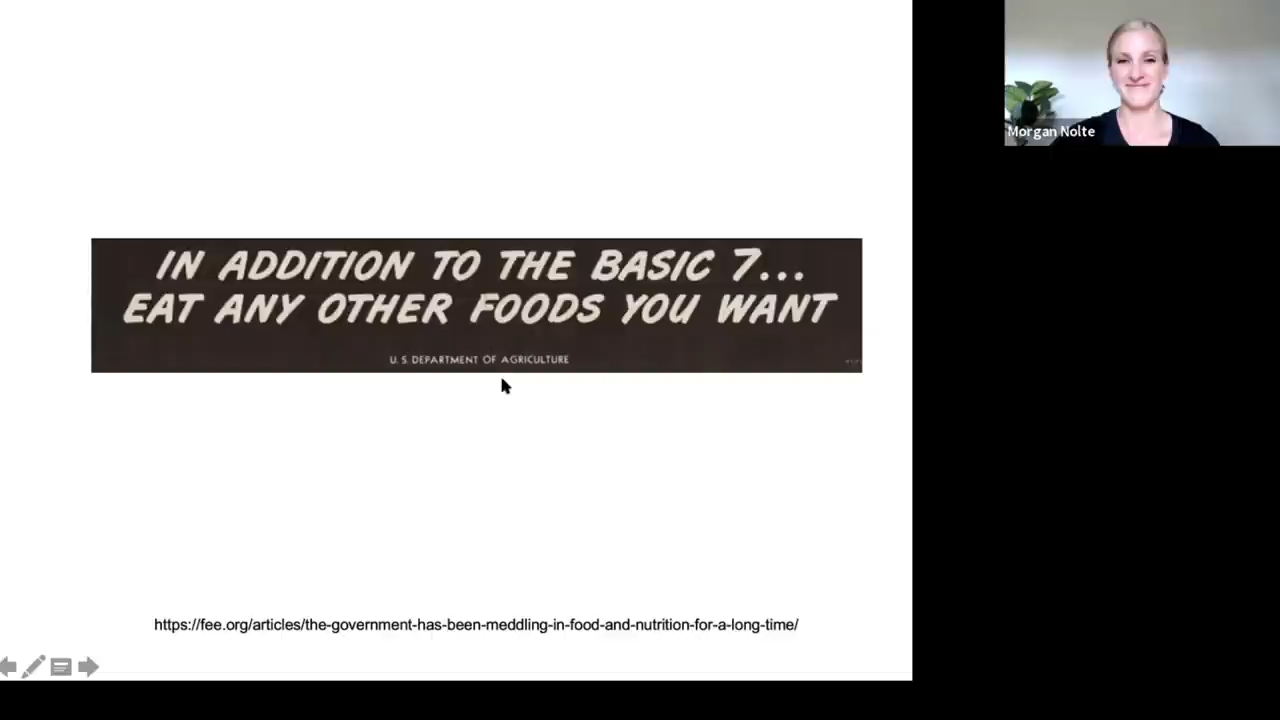 IN ADDITION TO THE BASIC 7...
EAT ANY OTHER FOODS YOU WANT
U.S. DEPARTMENT OF AGRICULTURE
https://fee.org/articles/the-government-has-been-meddling-in-food-and-nutrition-for-a-long-time/
Morgan Nolte